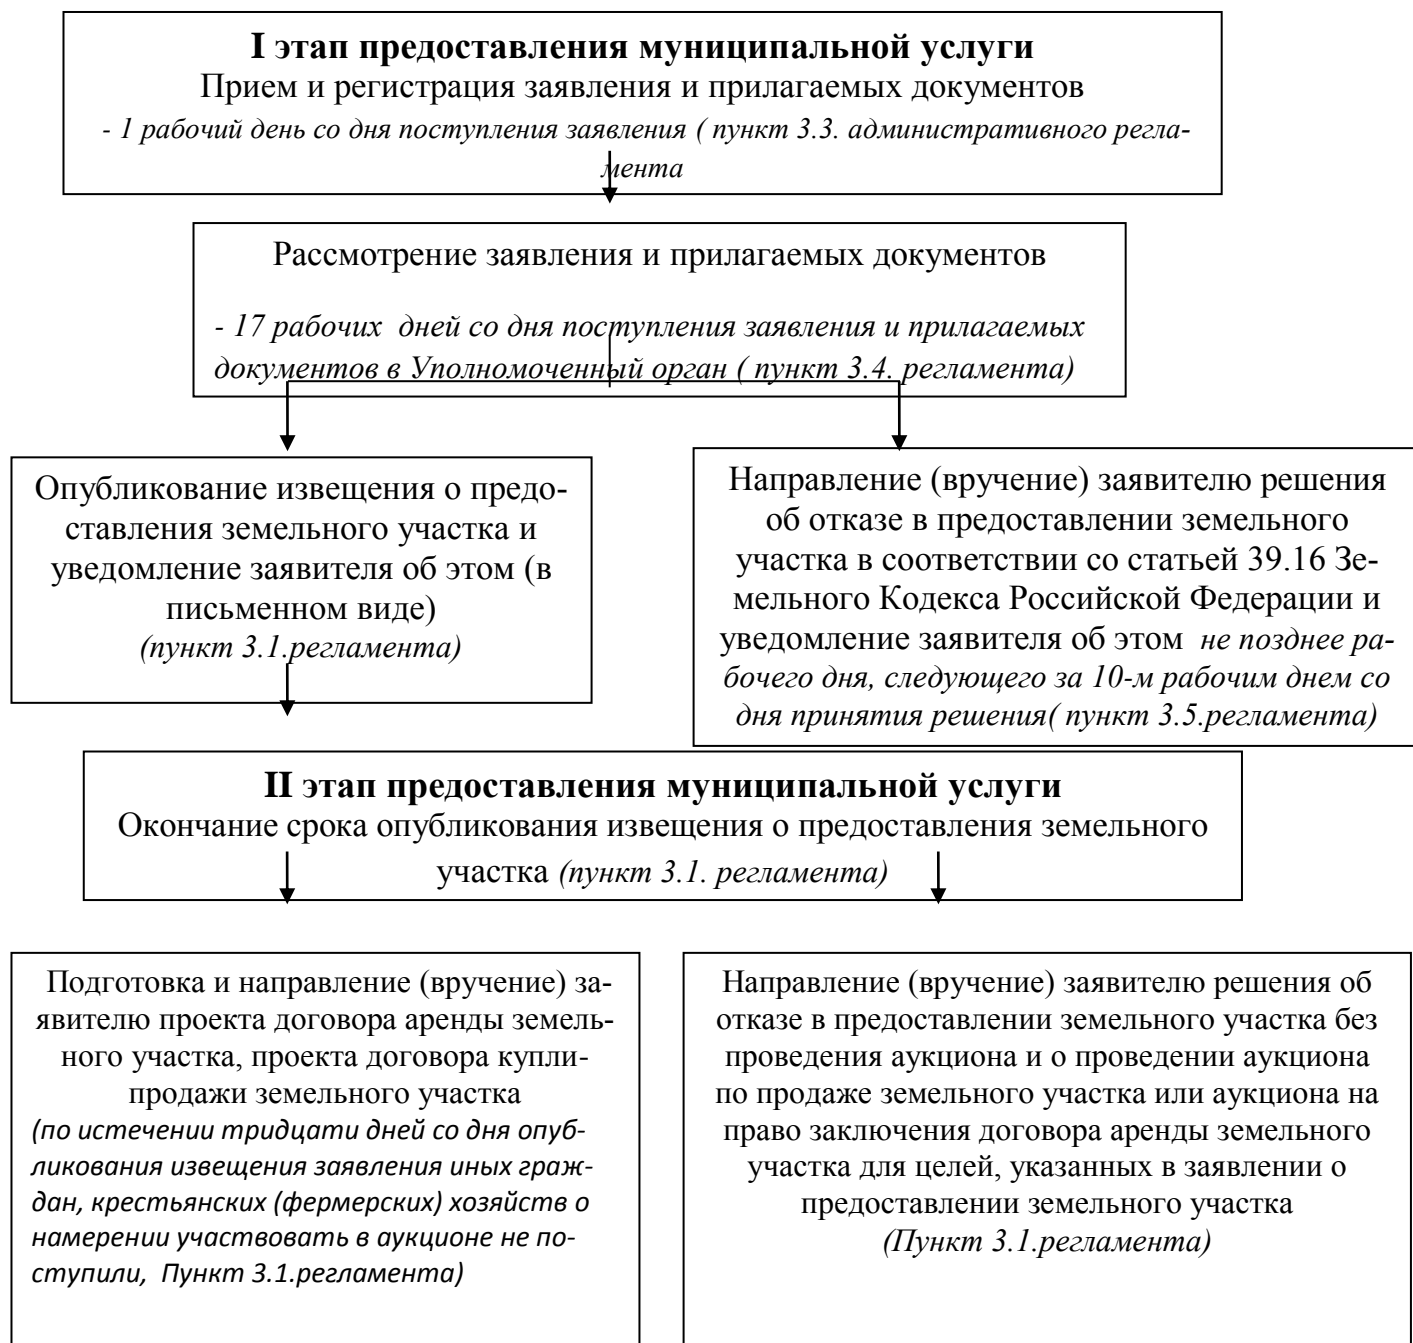 I этап предоставления муниципальной услуги
Прием и регистрация заявления и прилагаемых документов
- 1 рабочий день со дня поступления заявления ( пункт 3.3. административного регла-
мента
Рассмотрение заявления и прилагаемых документов
- 17 рабочих дней со дня поступления заявления и прилагаемых
документов в Уполномоченный орган ( пункт 3.4. регламента)
Опубликование извещения о предо-
ставления земельного участка и
уведомление заявителя об этом (в
письменном виде)
(пункт 3.1.регламента)
Направление (вручение) заявителю решения
об отказе в предоставлении земельного
участка в соответствии со статьей 39.16 Зе-
мельного Кодекса Российской Федерации и
уведомление заявителя об этом не позднее ра-
бочего дня, следующего за 10-м рабочим днем со
дня принятия решения( пункт 3.5.регламента)
II этап предоставления муниципальной услуги
Окончание срока опубликования извещения о предоставления земельного
участка (пункт 3.1. регламента)
Подготовка и направление (вручение) за-
явителю проекта договора аренды земель-
ного участка, проекта договора купли-
продажи земельного участка
(по истечении тридцати дней со дня опуб-
ликования извещения заявления иных граж-
дан, крестьянских (фермерских) хозяйств о
намерении участвовать в аукционе не по-
ступили, Пункт 3.1.регламента)
Направление (вручение) заявителю решения об
отказе в предоставлении земельного участка без
проведения аукциона и о проведении аукциона
по продаже земельного участка или аукциона на
право заключения договора аренды земельного
участка для целей, указанных в заявлении о
предоставлении земельного участка
(Пункт 3.1.регламента)